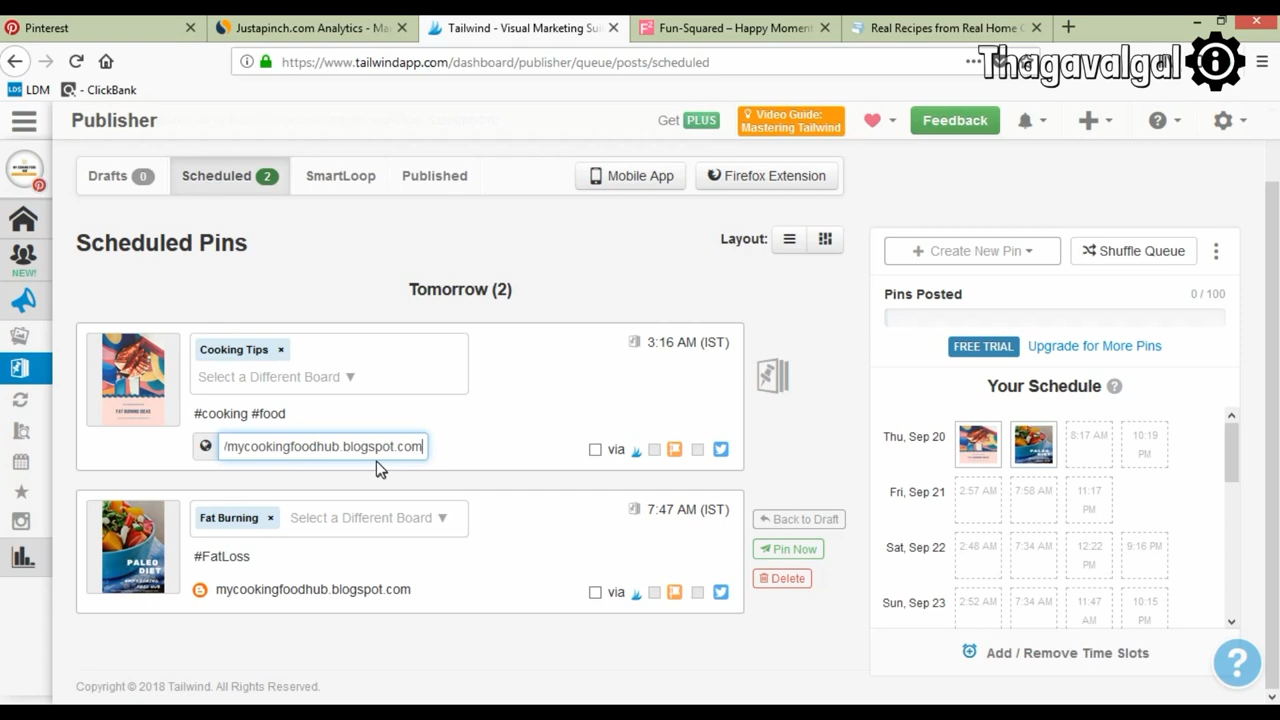 Pinterest
Justapinch.com Analytics - Ma
Tailwind - Visual Marketing Sui
Fun-Squared – Happy Moment
Real Recipes from Real Home C
https://www.tailwindapp.com/dashboard/publisher/queue/posts/scheduled
Thagavalgal
LDM
- ClickBank
Publisher
Get PLUS
Video Guide:
Mastering Tailwind
Feedback
Drafts 0
Scheduled 2
SmartLoop
Published
Mobile App
Firefox Extension
NEW!
Scheduled Pins
Layout:
Tomorrow (2)
Cooking Tips ×
Select a Different Board ▼
3:16 AM (IST)
#cooking #food
/mycookingfoodhub.blogspot.com
via
FAT BURNING IDEAS
Fat Burning ×
Select a Different Board ▼
7:47 AM (IST)
#FatLoss
mycookingfoodhub.blogspot.com
via
PALEO
DIET
Back to Draft
Pin Now
Delete
Create New Pin
Shuffle Queue
Pins Posted
0 / 100
FREE TRIAL
Upgrade for More Pins
Your Schedule
Thu, Sep 20
8:17 AM
10:19
PM
Fri, Sep 21
2:57 AM
7:58 AM
11:17
PM
Sat, Sep 22
2:48 AM
7:34 AM
12:22
PM
9:16 PM
Sun, Sep 23
2:52 AM
7:34 AM
11:47
AM
10:15
PM
Add / Remove Time Slots
Copyright © 2018 Tailwind. All Rights Reserved.